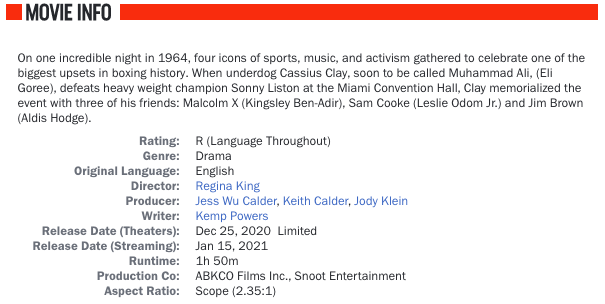 MOVIE INFO
On one incredible night in 1964, four icons of sports, music, and activism gathered to celebrate one of the
biggest upsets in boxing history. When underdog Cassius Clay, soon to be called Muhammad Ali, (Eli
Goree), defeats heavy weight champion Sonny Liston at the Miami Convention Hall, Clay memorialized the
event with three of his friends: Malcolm X (Kingsley Ben-Adir), Sam Cooke (Leslie Odom Jr.) and Jim Brown
(Aldis Hodge).
Rating: R (Language Throughout)
Genre: Drama
Original Language: English
Director: Regina King
Producer: Jess Wu Calder, Keith Calder, Jody Klein
Writer: Kemp Powers
Release Date (Theaters): Dec 25, 2020 Limited
Release Date (Streaming): Jan 15, 2021
Runtime: 1h 50m
Production Co: ABKCO Films Inc., Snoot Entertainment
Aspect Ratio: Scope (2.35:1)